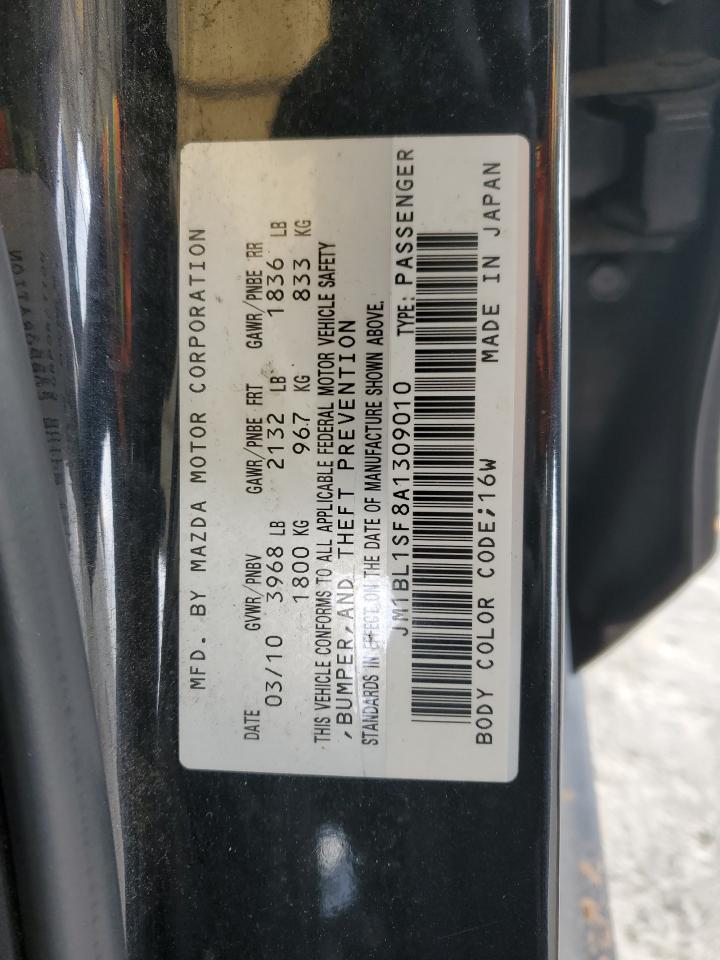 MFD. BY MAZDA MOTOR CORPORATION
DATE GVWR/PNBV GAWR/PNBE FRT GAWR/PNBE RR
03/10 3968 LB 2132 LB 1836 LB
1800 KG 967 KG 833 KG
THIS VEHICLE CONFORMS TO ALL APPLICABLE FEDERAL MOTOR VEHICLE SAFETY
,BUMPER,AND THEFT PREVENTION
STANDARDS IN EFFECT ON THE DATE OF MANUFACTURE SHOWN ABOVE.
JM1BL1SF8A1309010 TYPE: PASSENGER
BODY COLOR CODE;16W MADE IN JAPAN